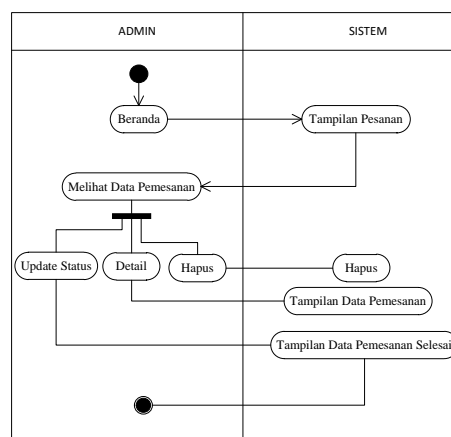 ADMIN
SISTEM
Beranda
Tampilan Pesanan
Melihat Data Pemesanan
Update Status
Detail
Hapus
Hapus
Tampilan Data Pemesanan
Tampilan Data Pemesanan Selesai